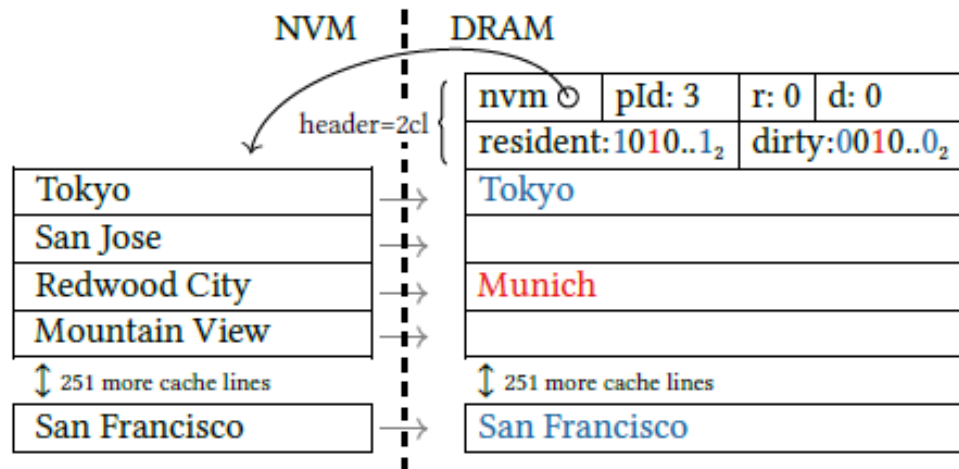 NVM DRAM
nvm pId: 3 r: 0 d: 0
header=2cl
resident:1010..1₂ dirty:0010..0₂
Tokyo Tokyo
San Jose
Redwood City Munich
Mountain View
251 more cache lines 251 more cache lines
San Francisco San Francisco